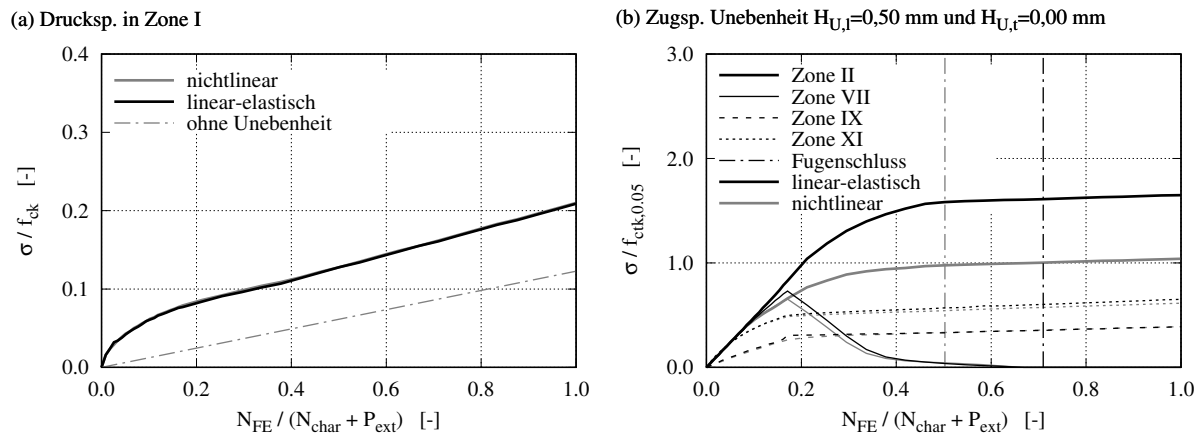 (a) Drucksp. in Zone I
0.4
0.3
0.2
0.1
0.0
σ / f_ck [-]
nichtlinear
linear-elastisch
ohne Unebenheit
0.0 0.2 0.4 0.6 0.8 1.0
N_FE / (N_char + P_ext) [-]
(b) Zugsp. Unebenheit H_U,l=0,50 mm und H_U,t=0,00 mm
3.0
2.0
1.0
0.0
σ / f_ctk,0.05 [-]
Zone II
Zone VII
Zone IX
Zone XI
Fugenschluss
linear-elastisch
nichtlinear
0.0 0.2 0.4 0.6 0.8 1.0
N_FE / (N_char + P_ext) [-]